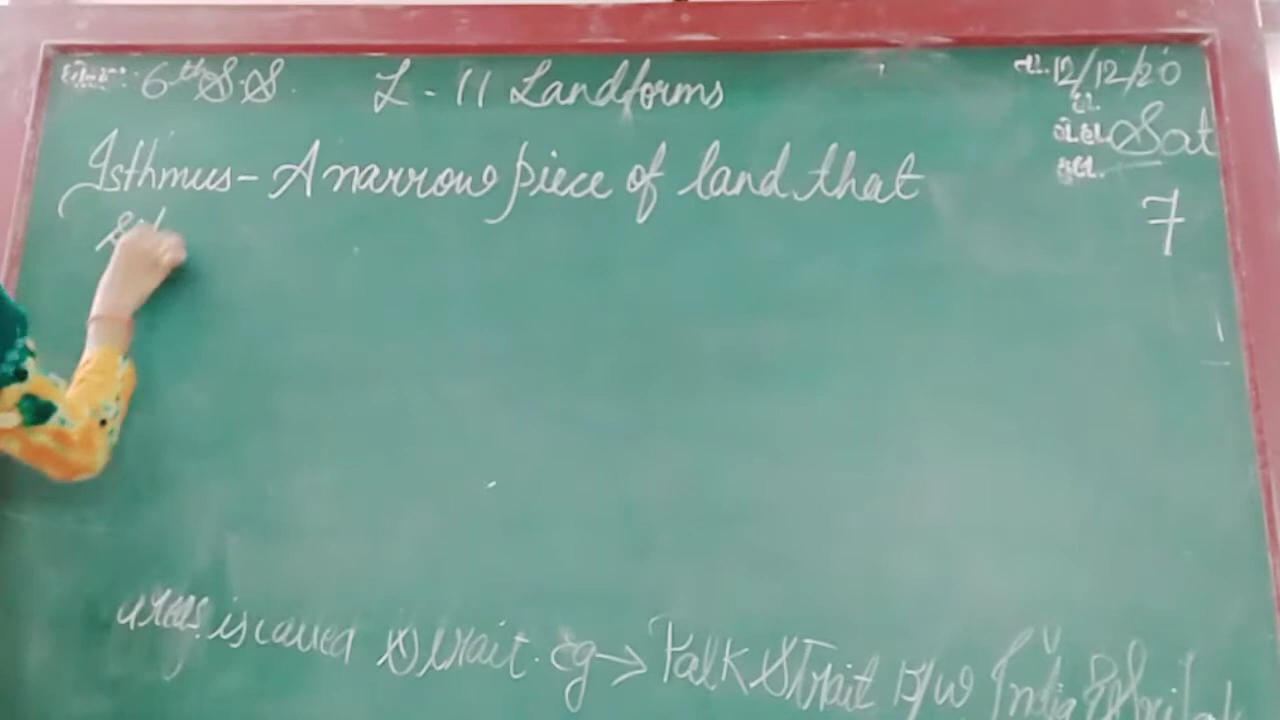 6th S.S. L - 11 Landforms 12/12/20
Sat
Isthmus - A narrow piece of land that
7
areas is called Strait. eg → Palk Strait b/w India &